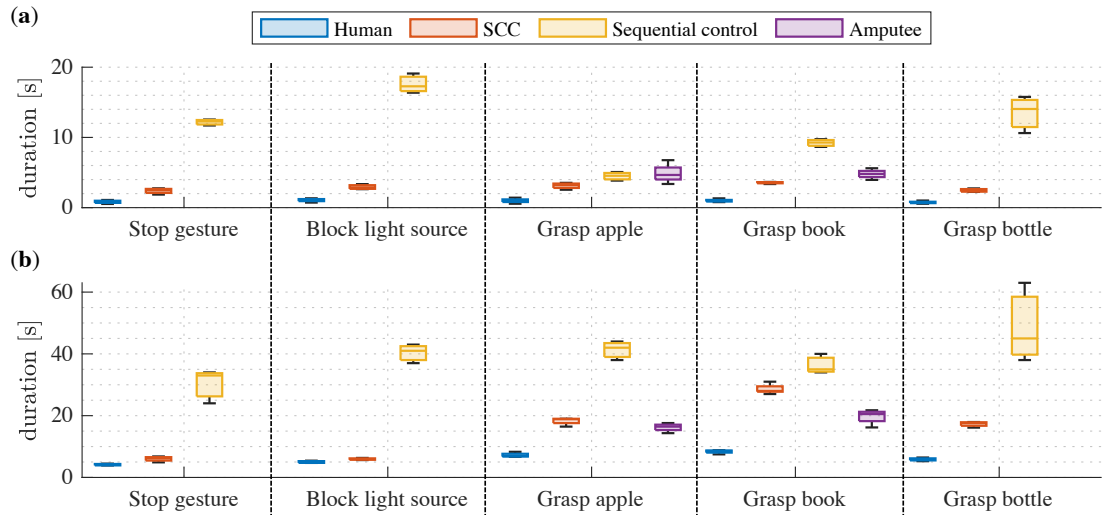 (a)
Human SCC Sequential control Amputee
20
10
0
duration [s]
Stop gesture Block light source Grasp apple Grasp book Grasp bottle
(b)
60
40
20
0
duration [s]
Stop gesture Block light source Grasp apple Grasp book Grasp bottle